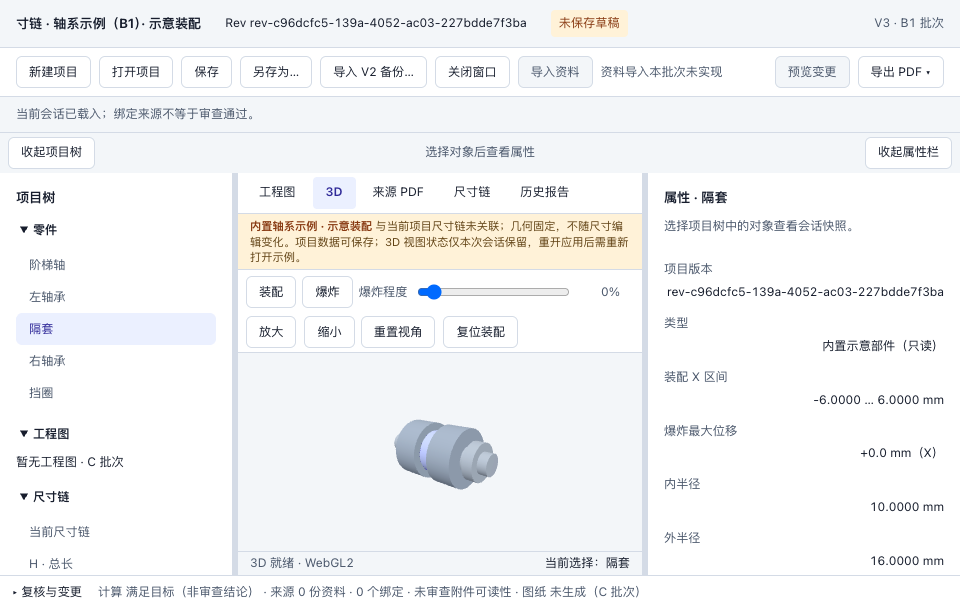 寸链 · 轴系示例（B1）· 示意装配 Rev rev-c96dcfc5-139a-4052-ac03-227bdde7f3ba 未保存草稿 V3 · B1 批次
新建项目 打开项目 保存 另存为... 导入 V2 备份... 关闭窗口 导入资料 资料导入本批次未实现 预览变更 导出 PDF ▾
当前会话已载入；绑定来源不等于审查通过。
收起项目树 选择对象后查看属性 收起属性栏
项目树
▼ 零件
阶梯轴
左轴承
隔套
右轴承
挡圈
▼ 工程图
暂无工程图 · C 批次
▼ 尺寸链
当前尺寸链
H · 总长
工程图 3D 来源 PDF 尺寸链 历史报告
内置轴系示例 · 示意装配 与当前项目尺寸链未关联；几何固定，不随尺寸编
辑变化。项目数据可保存；3D 视图状态仅本次会话保留，重开应用后需重新
打开示例。
装配 爆炸 爆炸程度 0%
放大 缩小 重置视角 复位装配
3D 就绪 · WebGL2 当前选择：隔套
属性 · 隔套
选择项目树中的对象查看会话快照。
项目版本
rev-c96dcfc5-139a-4052-ac03-227bdde7f3ba
类型
内置示意部件（只读）
装配 X 区间
-6.0000 ... 6.0000 mm
爆炸最大位移
+0.0 mm（X）
内半径
10.0000 mm
外半径
16.0000 mm
▸ 复核与变更 计算 满足目标（非审查结论） · 来源 0 份资料 · 0 个绑定 · 未审查附件可读性 · 图纸 未生成（C 批次）